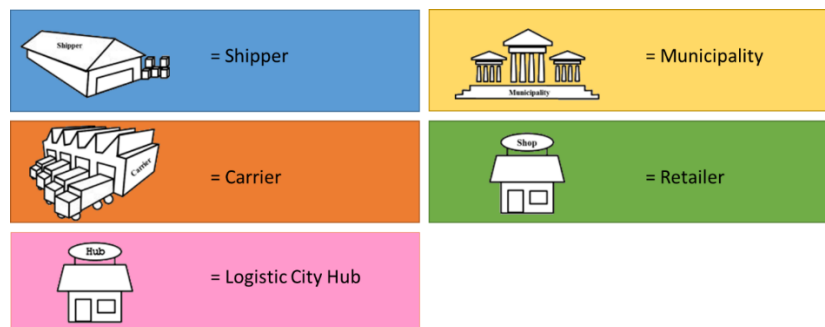 Shipper
= Shipper
Municipality
= Municipality
Carrier
= Carrier
Shop
= Retailer
Hub
= Logistic City Hub